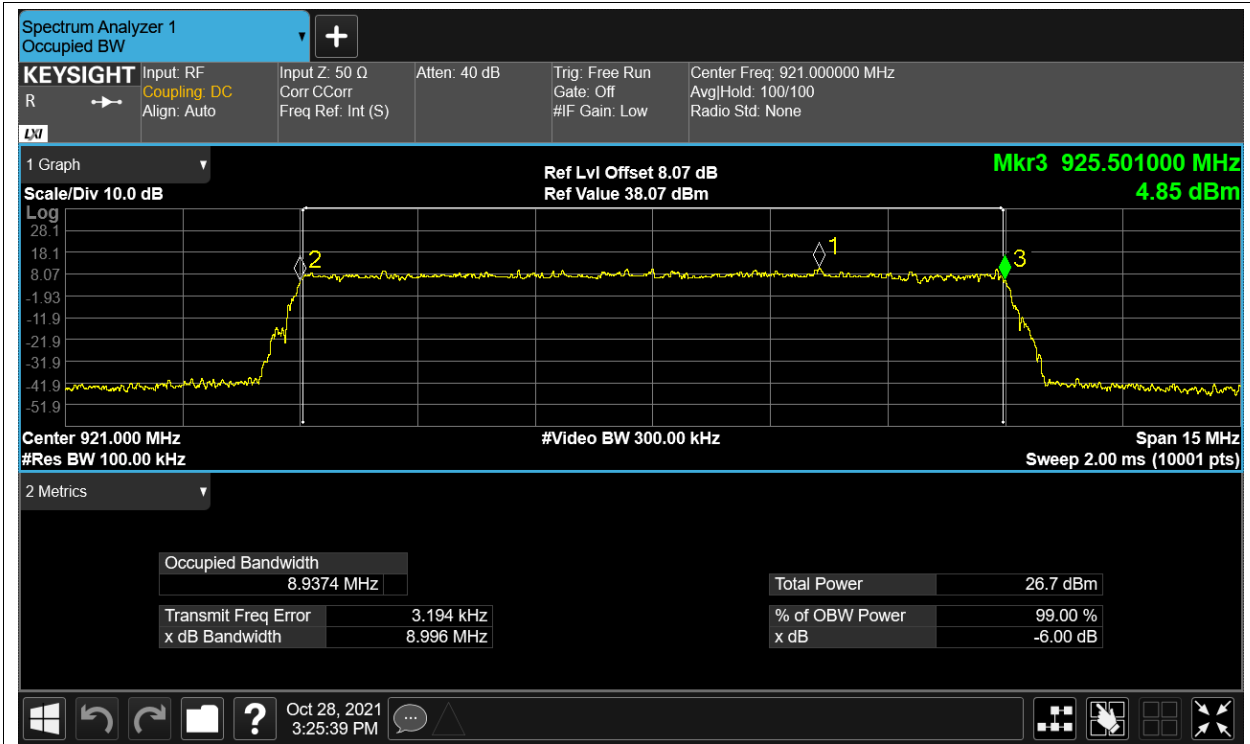 Spectrum Analyzer 1
Occupied BW
KEYSIGHT
R
LXI
Input: RF
Coupling: DC
Align: Auto
Input Z: 50 Ω
Corr CCorr
Freq Ref: Int (S)
Atten: 40 dB
Trig: Free Run
Gate: Off
#IF Gain: Low
Center Freq: 921.000000 MHz
Avg|Hold: 100/100
Radio Std: None
1 Graph
Scale/Div 10.0 dB
Ref Lvl Offset 8.07 dB
Ref Value 38.07 dBm
Mkr3 925.501000 MHz
4.85 dBm
Log
28.1
18.1
8.07
-1.93
-11.9
-21.9
-31.9
-41.9
-51.9
2
1
3
Center 921.000 MHz
#Res BW 100.00 kHz
#Video BW 300.00 kHz
Span 15 MHz
Sweep 2.00 ms (10001 pts)
2 Metrics
Occupied Bandwidth
8.9374 MHz
Transmit Freq Error 3.194 kHz
x dB Bandwidth 8.996 MHz
Total Power 26.7 dBm
% of OBW Power 99.00 %
x dB -6.00 dB
?
Oct 28, 2021
3:25:39 PM